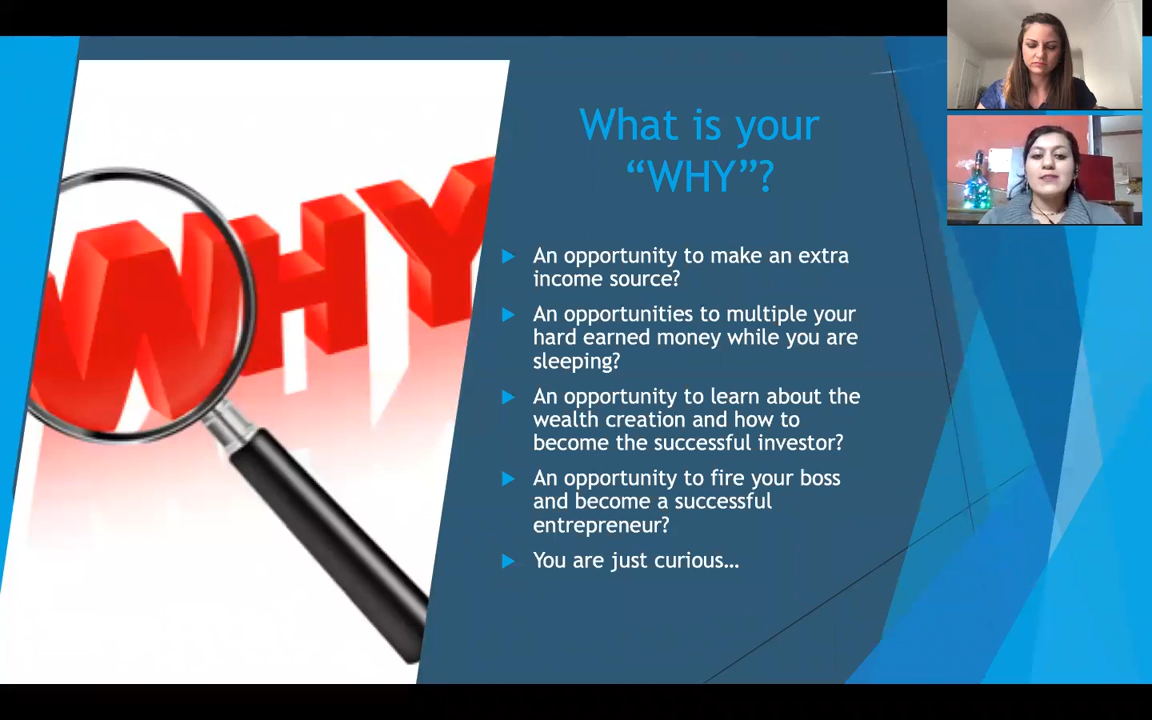 WHY
What is your
“WHY”?
An opportunity to make an extra
income source?
An opportunities to multiple your
hard earned money while you are
sleeping?
An opportunity to learn about the
wealth creation and how to
become the successful investor?
An opportunity to fire your boss
and become a successful
entrepreneur?
You are just curious…